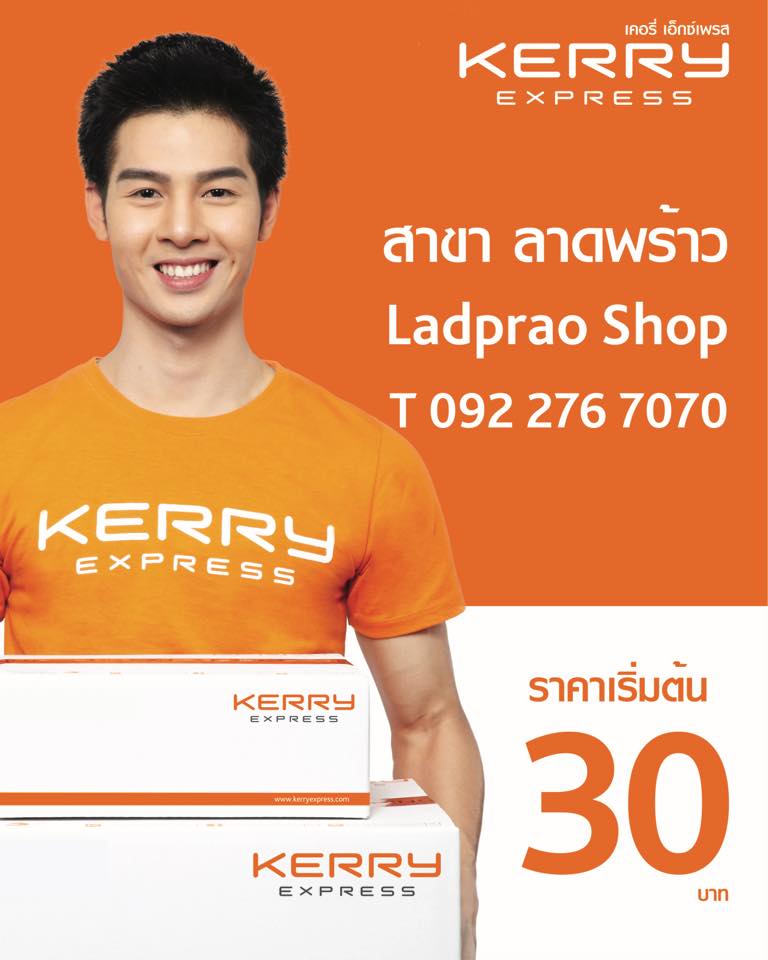 เคอรี่ เอ็กซ์เพรส
KERRY
EXPRESS
สาขา ลาดพร้าว
Ladprao Shop
T 092 276 7070
KERRY
EXPRESS
KERRY
EXPRESS
www.kerryexpress.com
KERRY
EXPRESS
ราคาเริ่มต้น
30
บาท